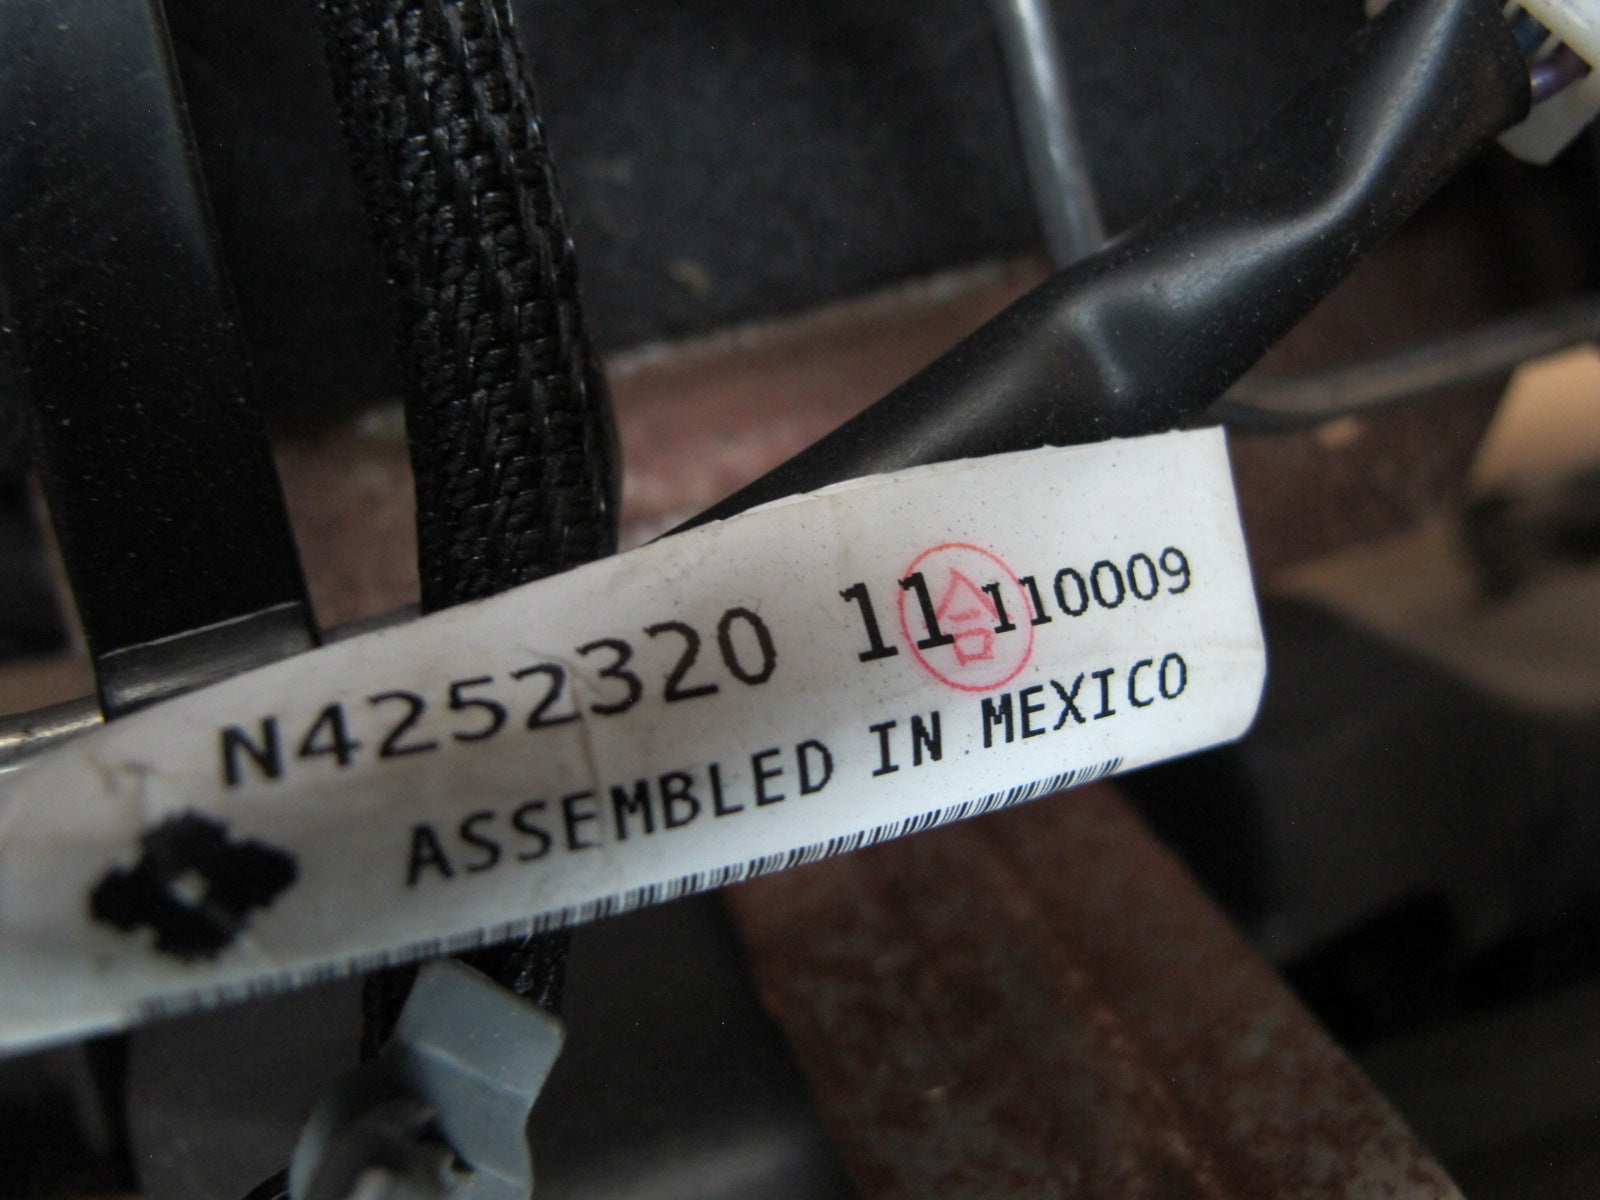 N4252320 11 110009
ASSEMBLED IN MEXICO